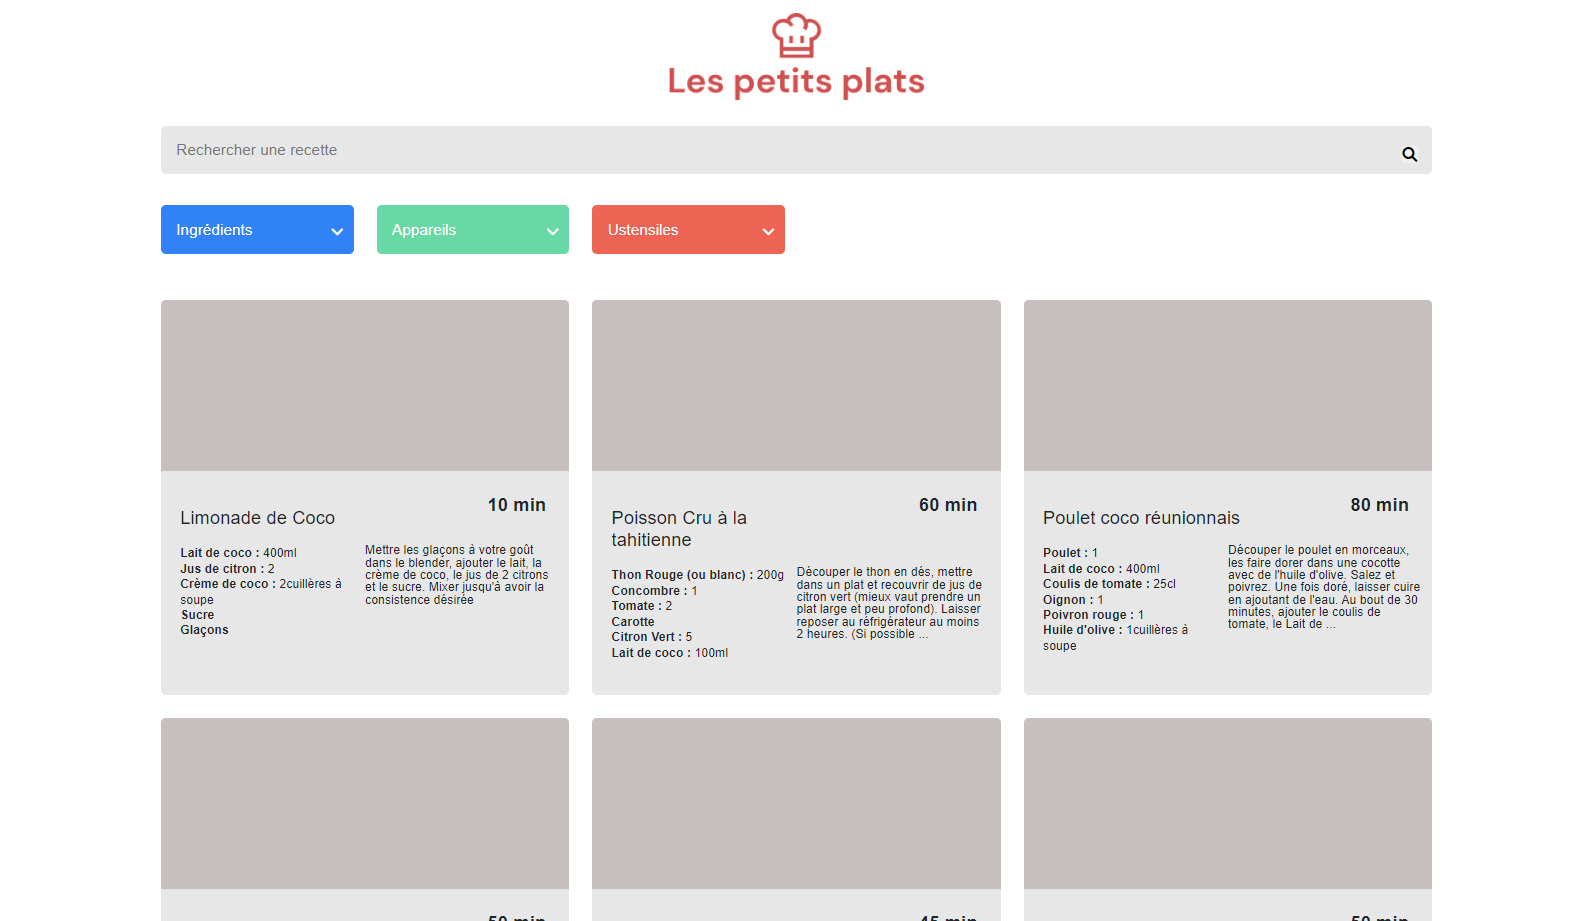 Les petits plats
Rechercher une recette
Ingrédients
Appareils
Ustensiles
10 min
Limonade de Coco
Lait de coco : 400ml
Jus de citron : 2
Crème de coco : 2cuillères à
soupe
Sucre
Glaçons
Mettre les glaçons à votre goût
dans le blender, ajouter le lait, la
crème de coco, le jus de 2 citrons
et le sucre. Mixer jusqu'à avoir la
consistence désirée
60 min
Poisson Cru à la
tahitienne
Thon Rouge (ou blanc) : 200g
Concombre : 1
Tomate : 2
Carotte
Citron Vert : 5
Lait de coco : 100ml
Découper le thon en dés, mettre
dans un plat et recouvrir de jus de
citron vert (mieux vaut prendre un
plat large et peu profond). Laisser
reposer au réfrigérateur au moins
2 heures. (Si possible ...
80 min
Poulet coco réunionnais
Poulet : 1
Lait de coco : 400ml
Coulis de tomate : 25cl
Oignon : 1
Poivron rouge : 1
Huile d'olive : 1cuillères à
soupe
Découper le poulet en morceaux,
les faire dorer dans une cocotte
avec de l'huile d'olive. Salez et
poivrez. Une fois doré, laisser cuire
en ajoutant de l'eau. Au bout de 30
minutes, ajouter le coulis de
tomate, le Lait de ...
50 min
45 min
50 min